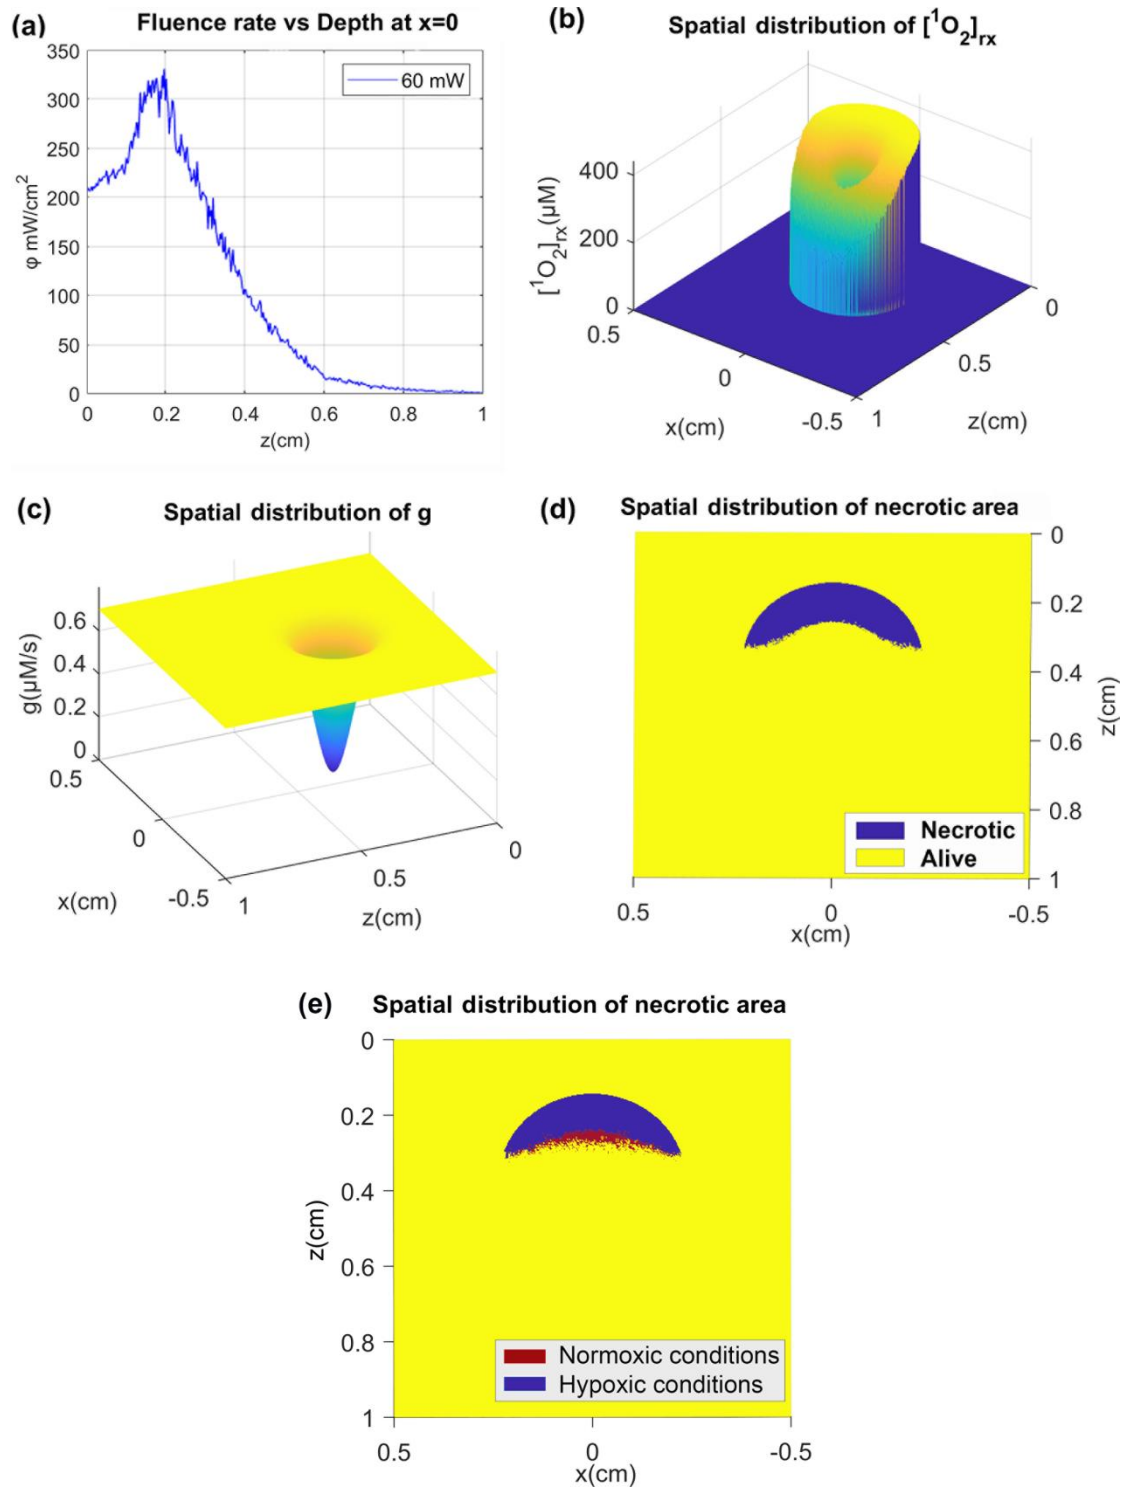 (a)
Fluence rate vs Depth at x=0
350
300
250
200
150
100
50
0
φ mW/cm²
60 mW
0 0.2 0.4 0.6 0.8 1
z(cm)
(b)
Spatial distribution of [¹O₂]rx
400
200
0
[¹O₂]rx(μM)
0.5
0
-0.5
x(cm)
1
0.5
0
z(cm)
(c)
Spatial distribution of g
0.6
0.4
0.2
0
g(μM/s)
0.5
0
-0.5
x(cm)
1
0.5
0
z(cm)
(d)
Spatial distribution of necrotic area
0
0.2
0.4
0.6
0.8
1
z(cm)
Necrotic
Alive
0.5 0 -0.5
x(cm)
(e)
Spatial distribution of necrotic area
0
0.2
0.4
0.6
0.8
1
z(cm)
Normoxic conditions
Hypoxic conditions
0.5 0 -0.5
x(cm)